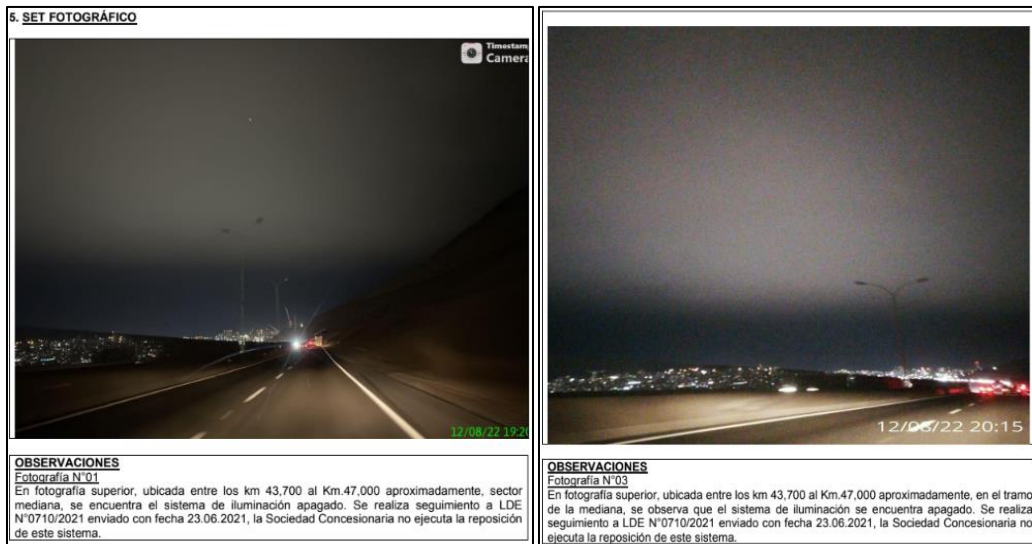 5. SET FOTOGRÁFICO
Timestamp
Camera
12/08/22 19:20
OBSERVACIONES
Fotografía N°01
En fotografía superior, ubicada entre los km 43,700 al Km.47,000 aproximadamente, sector
mediana, se encuentra el sistema de iluminación apagado. Se realiza seguimiento a LDE
N°0710/2021 enviado con fecha 23.06.2021, la Sociedad Concesionaria no ejecuta la reposición
de este sistema.
12/08/22 20:15
OBSERVACIONES
Fotografía N°03
En fotografía superior, ubicada entre los km 43,700 al Km.47,000 aproximadamente, en el tramo
de la mediana, se observa que el sistema de iluminación se encuentra apagado. Se realiza
seguimiento a LDE N°0710/2021 enviado con fecha 23.06.2021, la Sociedad Concesionaria no
ejecuta la reposición de este sistema.